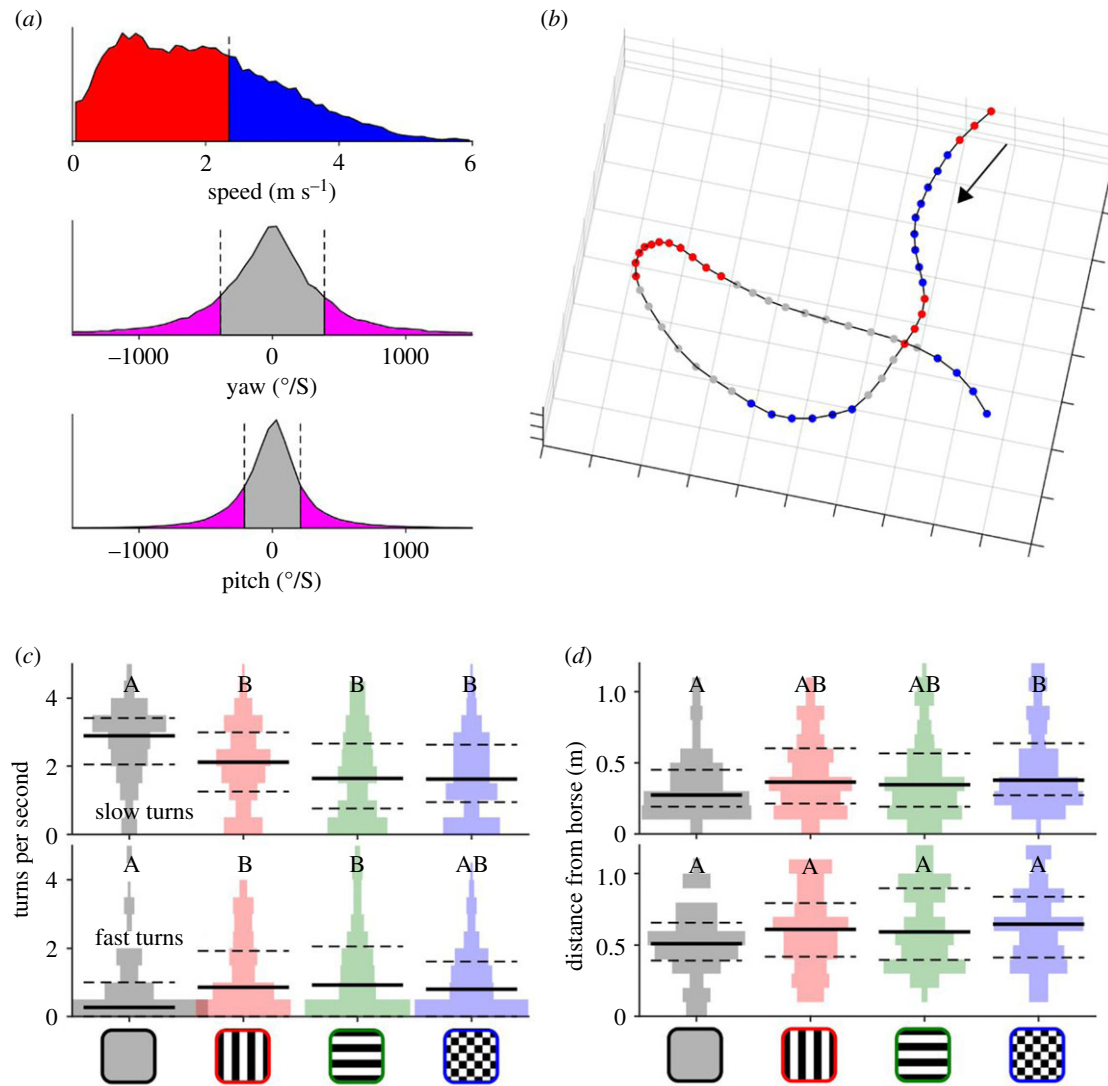 (a)
0 2 4 6
speed (m s–1)
–1000 0 1000
yaw (°/S)
–1000 0 1000
pitch (°/S)
(b)
(c)
turns per second
4
2
0
A B B B
slow turns
4
2
0
A B B AB
fast turns
(d)
distance from horse (m)
1.0
0.5
0
A AB AB B
1.0
0.5
0
A A A A